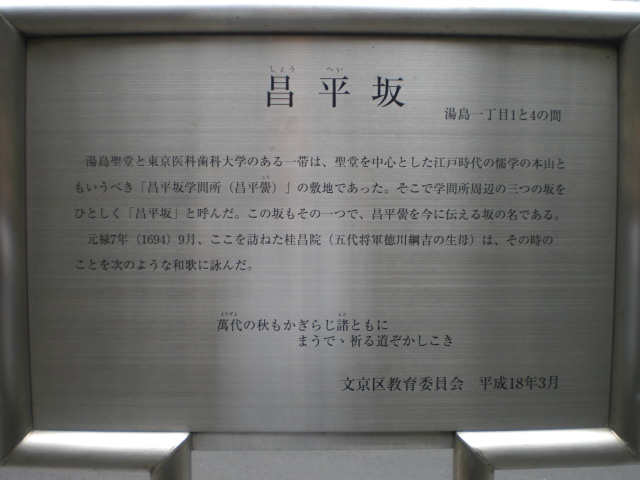 しょう へい
昌平坂
湯島一丁目1と4の間
湯島聖堂と東京医科歯科大学のある一帯は、聖堂を中心とした江戸時代の儒学の本山と
もいうべき「昌平坂学問所（昌平黌）」の敷地であった。そこで学問所周辺の三つの坂を
ひとしく「昌平坂」と呼んだ。この坂もその一つで、昌平黌を今に伝える坂の名である。
元禄7年（1694）9月、ここを訪ねた桂昌院（五代将軍徳川綱吉の生母）は、その時の
ことを次のような和歌に詠んだ。
萬代の秋もかぎらじ諸ともに
まうでゝ祈る道ぞかしこき
文京区教育委員会 平成18年3月